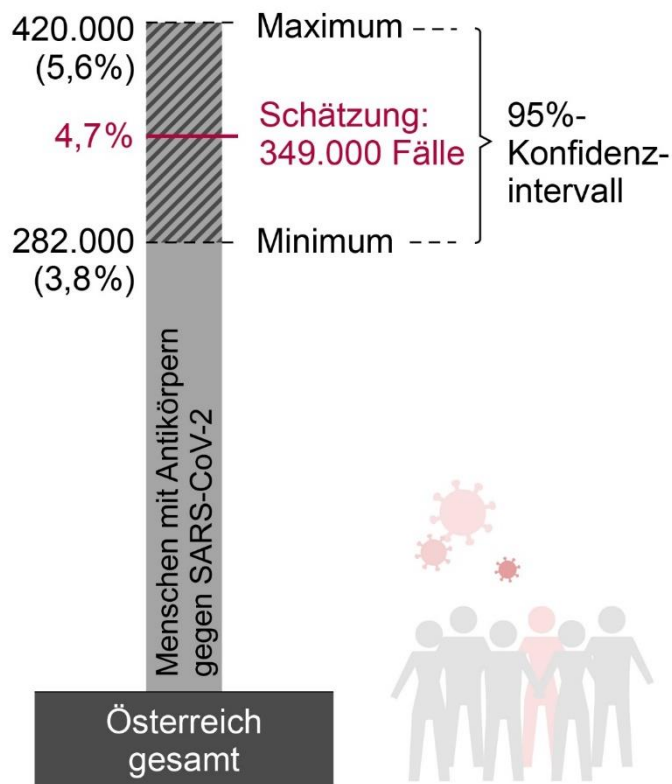 420.000
(5,6%)
Maximum
4,7%
Schätzung:
349.000 Fälle
95%-
Konfidenz-
intervall
282.000
(3,8%)
Minimum
Menschen mit Antikörpern
gegen SARS-CoV-2
Österreich
gesamt